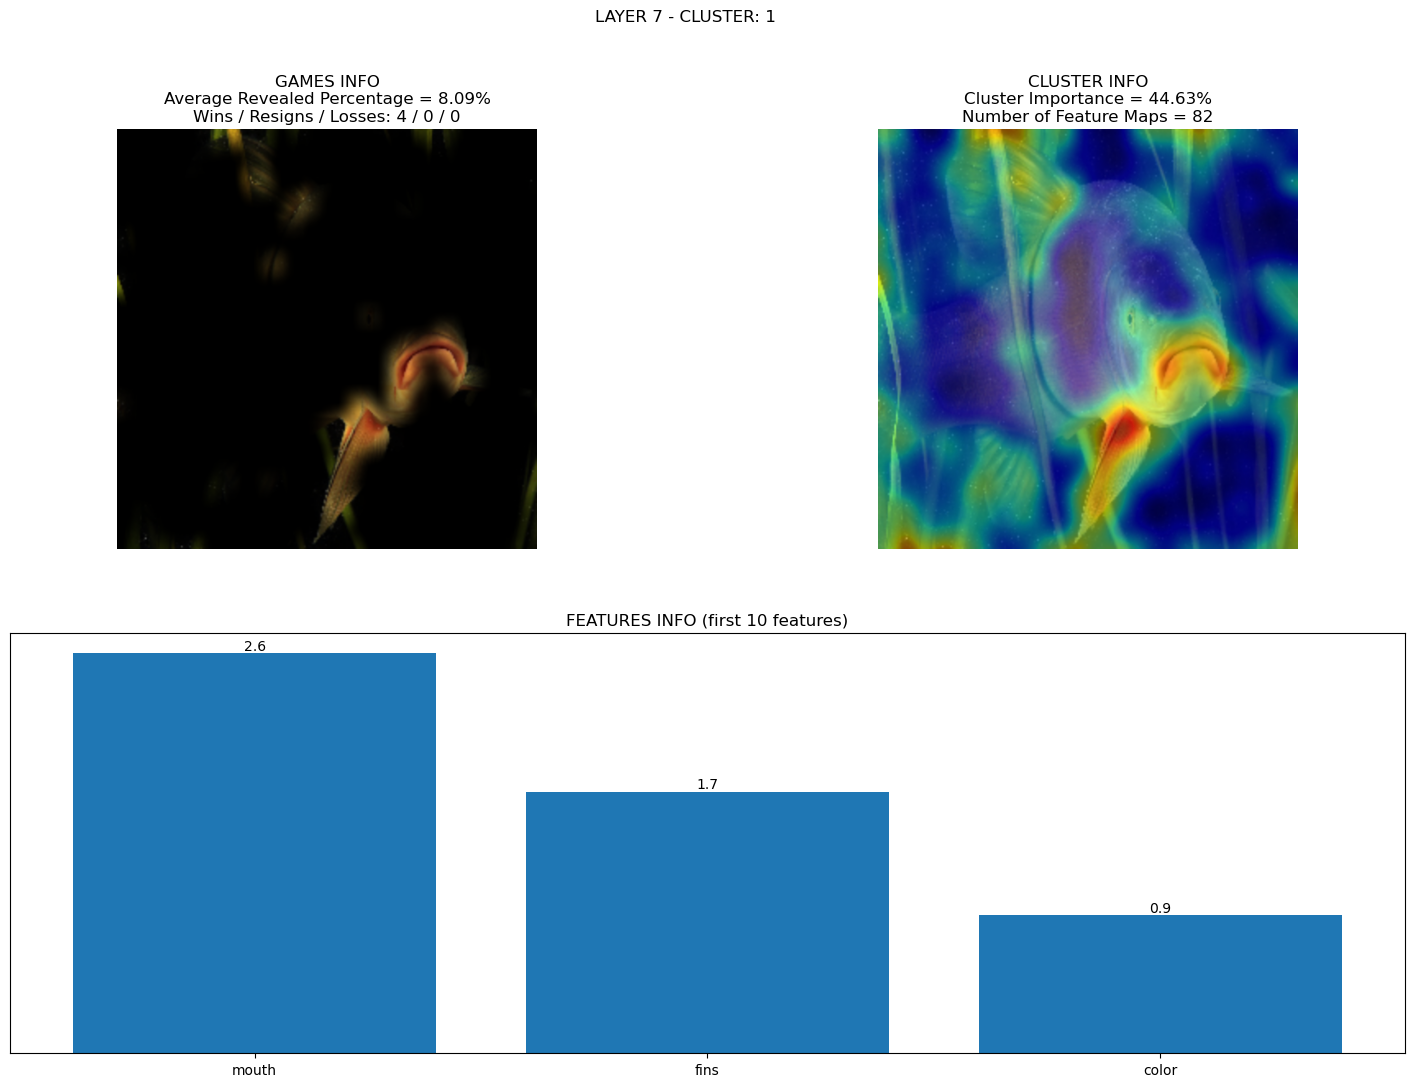 LAYER 7 - CLUSTER: 1
GAMES INFO
Average Revealed Percentage = 8.09%
Wins / Resigns / Losses: 4 / 0 / 0
CLUSTER INFO
Cluster Importance = 44.63%
Number of Feature Maps = 82
FEATURES INFO (first 10 features)
2.6
1.7
0.9
mouth
fins
color